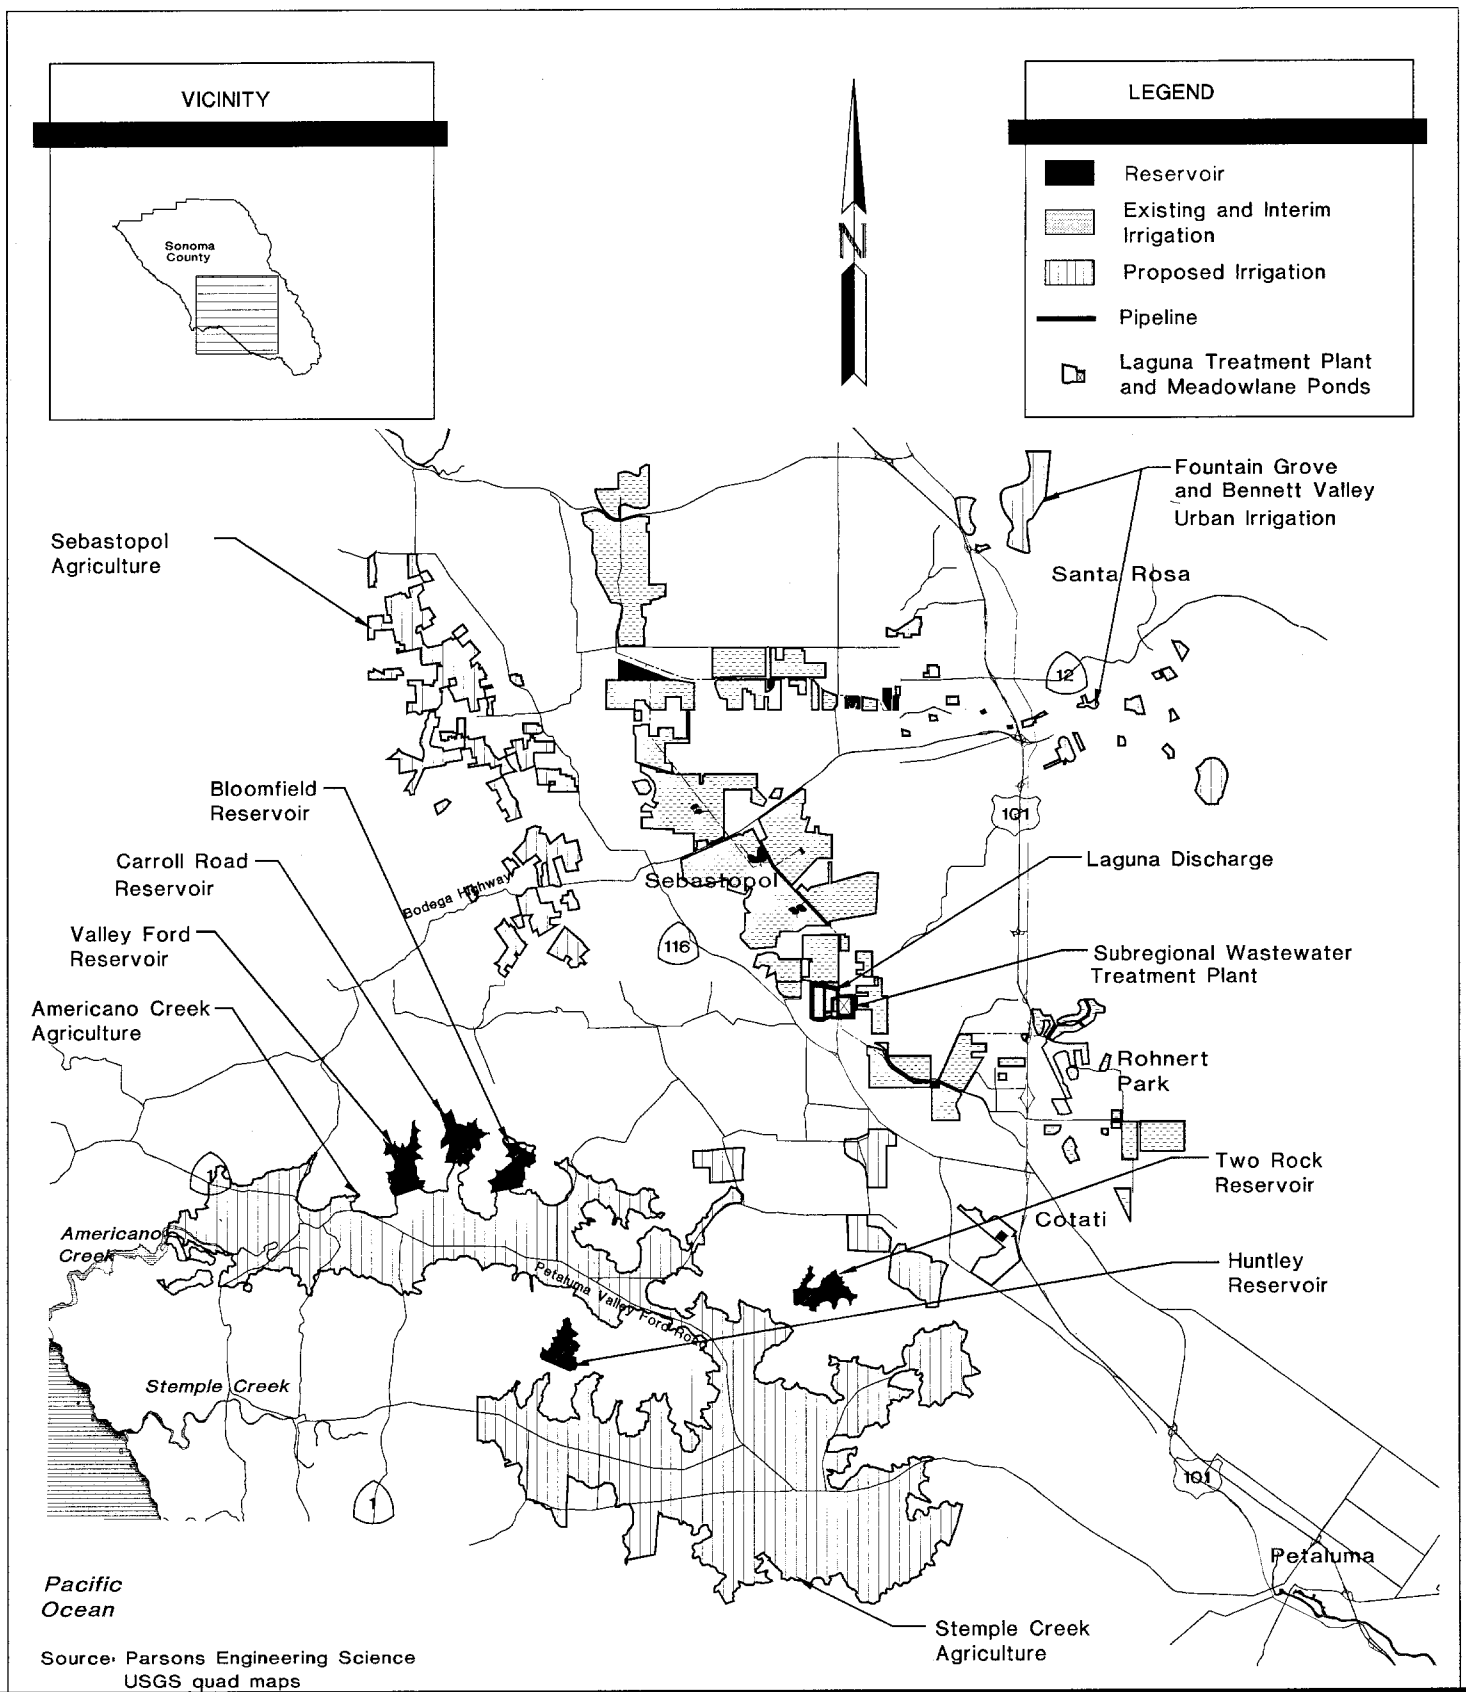 VICINITY
Sonoma
County
N
LEGEND
Reservoir
Existing and Interim
Irrigation
Proposed Irrigation
Pipeline
Laguna Treatment Plant
and Meadowlane Ponds
Fountain Grove
and Bennett Valley
Urban Irrigation
Sebastopol
Agriculture
Santa Rosa
12
Bloomfield
Reservoir
101
Carroll Road
Reservoir
Laguna Discharge
Sebastopol
Bodega Highway
Valley Ford
Reservoir
116
Subregional Wastewater
Treatment Plant
Americano Creek
Agriculture
Rohnert
Park
1
Two Rock
Reservoir
Cotati
Americano
Creek
Huntley
Reservoir
Petaluma Valley Ford Road
Stemple Creek
1
101
Petaluma
Pacific
Ocean
Stemple Creek
Agriculture
Source: Parsons Engineering Science
USGS quad maps